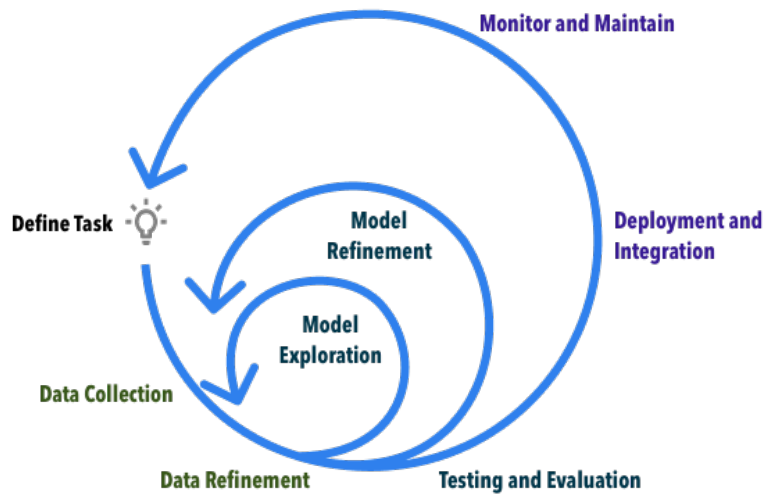 Monitor and Maintain
Define Task
Model
Refinement
Deployment and
Integration
Model
Exploration
Data Collection
Data Refinement
Testing and Evaluation